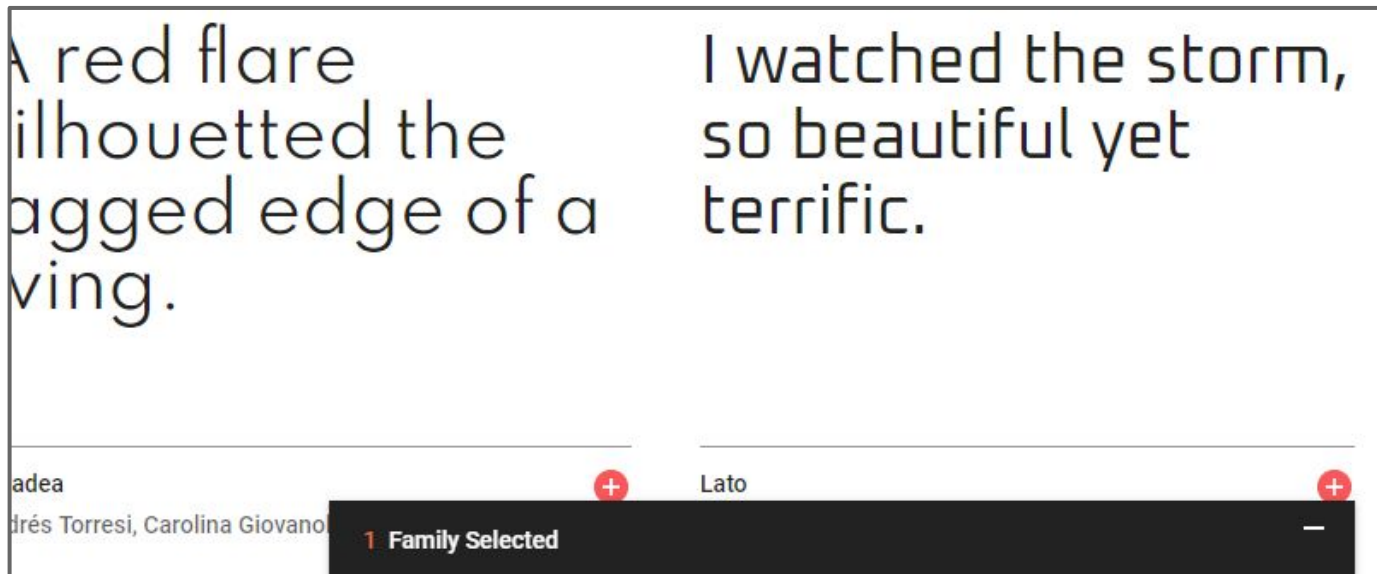 A red flare
ilhouetted the
agged edge of a
ving.
I watched the storm,
so beautiful yet
terrific.
adea
drés Torresi, Carolina Giovanol
Lato
1 Family Selected